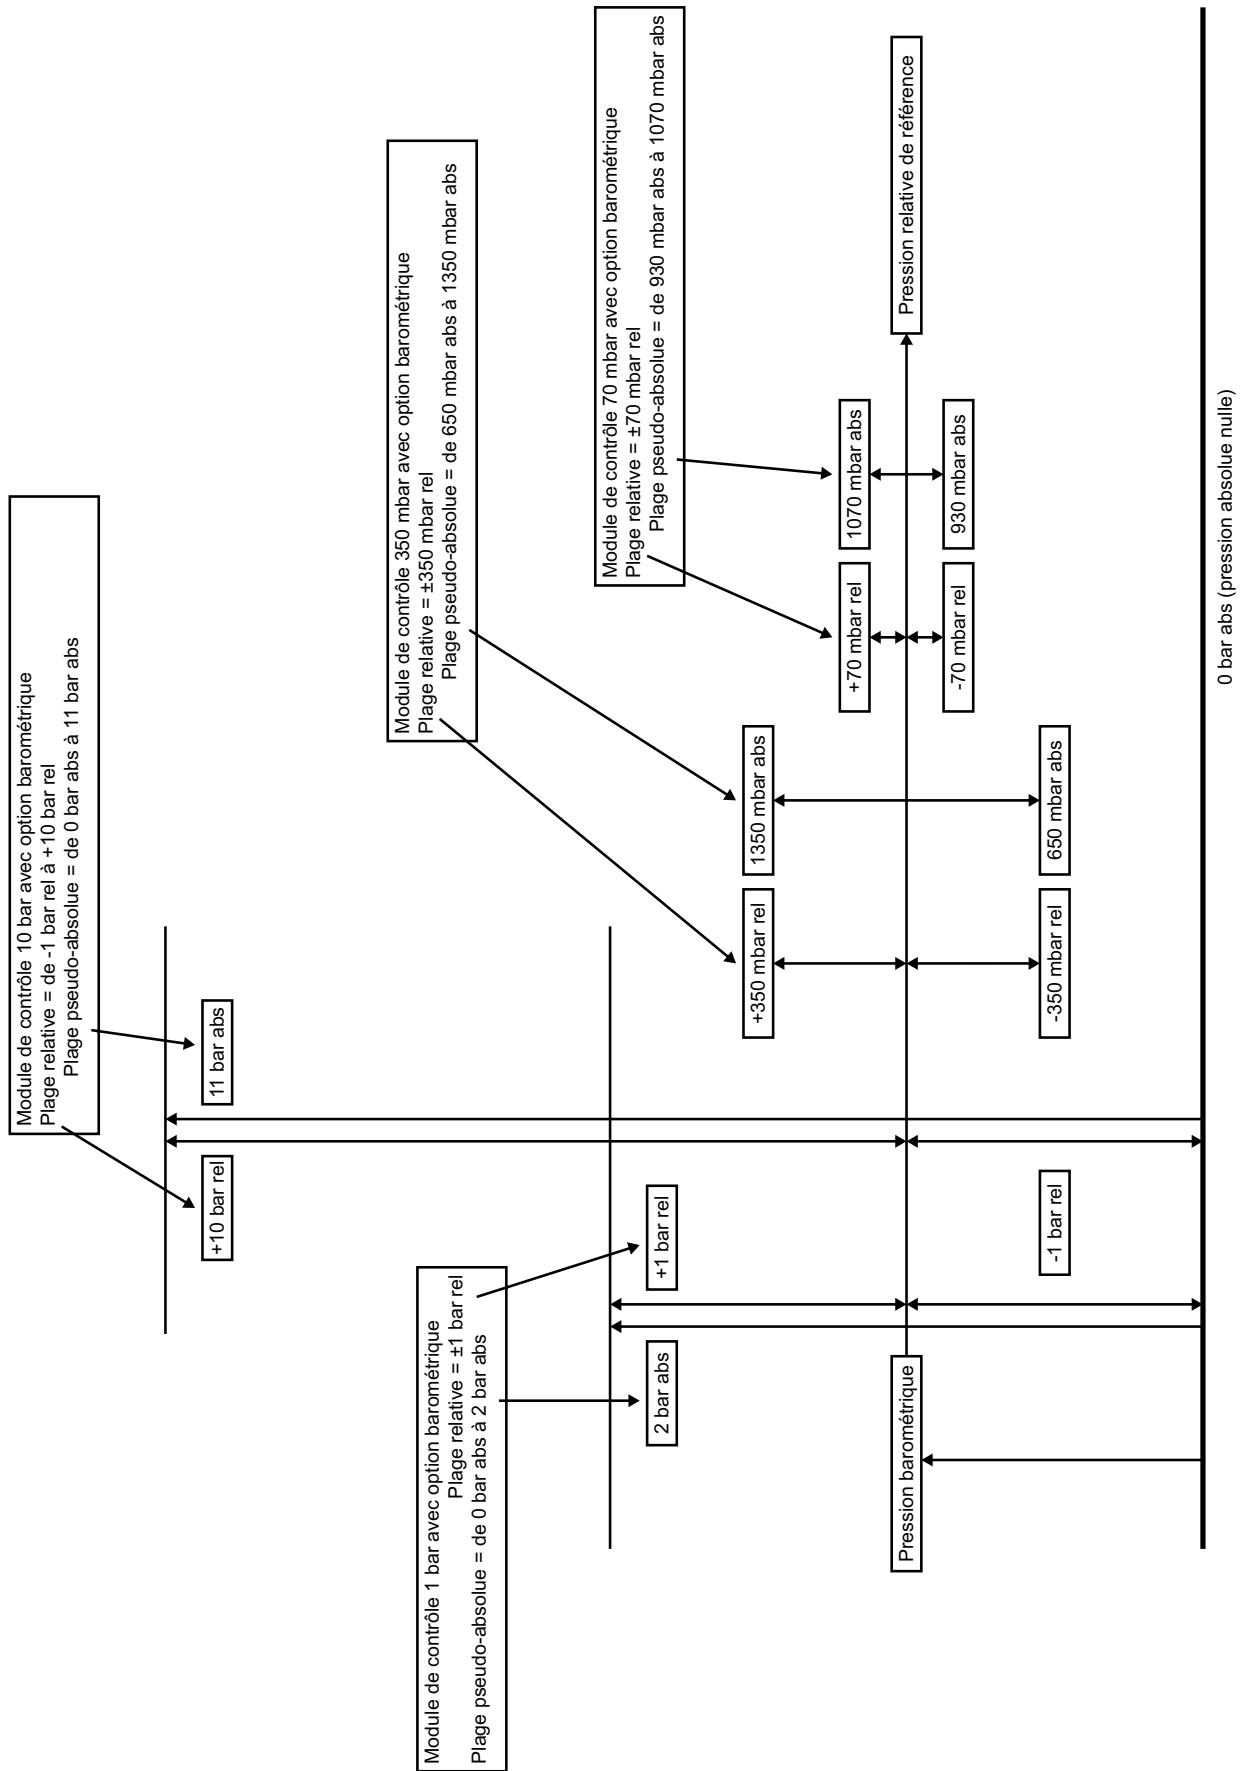 Module de contrôle 10 bar avec option barométrique
Plage relative = de -1 bar rel à +10 bar rel
Plage pseudo-absolue = de 0 bar abs à 11 bar abs
+10 bar rel
11 bar abs
Module de contrôle 350 mbar avec option barométrique
Plage relative = ±350 mbar rel
Plage pseudo-absolue = de 650 mbar abs à 1350 mbar abs
Module de contrôle 1 bar avec option barométrique
Plage relative = ±1 bar rel
Plage pseudo-absolue = de 0 bar abs à 2 bar abs
Module de contrôle 70 mbar avec option barométrique
Plage relative = ±70 mbar rel
Plage pseudo-absolue = de 930 mbar abs à 1070 mbar abs
2 bar abs
+1 bar rel
+350 mbar rel
1350 mbar abs
+70 mbar rel
1070 mbar abs
Pression barométrique
Pression relative de référence
-70 mbar rel
930 mbar abs
-1 bar rel
-350 mbar rel
650 mbar abs
0 bar abs (pression absolue nulle)